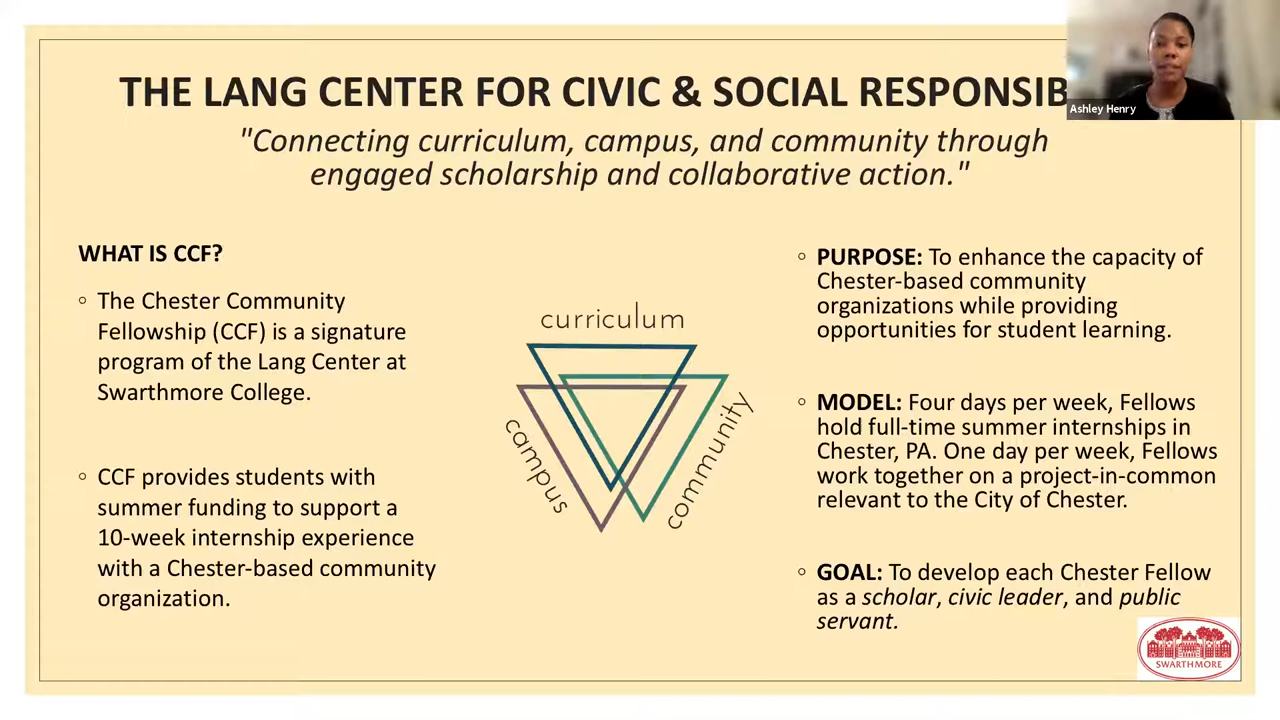 THE LANG CENTER FOR CIVIC & SOCIAL RESPONSIB
Ashley Henry
"Connecting curriculum, campus, and community through
engaged scholarship and collaborative action."
WHAT IS CCF?
The Chester Community
Fellowship (CCF) is a signature
program of the Lang Center at
Swarthmore College.
CCF provides students with
summer funding to support a
10-week internship experience
with a Chester-based community
organization.
curriculum
campus
community
PURPOSE: To enhance the capacity of
Chester-based community
organizations while providing
opportunities for student learning.
MODEL: Four days per week, Fellows
hold full-time summer internships in
Chester, PA. One day per week, Fellows
work together on a project-in-common
relevant to the City of Chester.
GOAL: To develop each Chester Fellow
as a scholar, civic leader, and public
servant.
SWARTHMORE